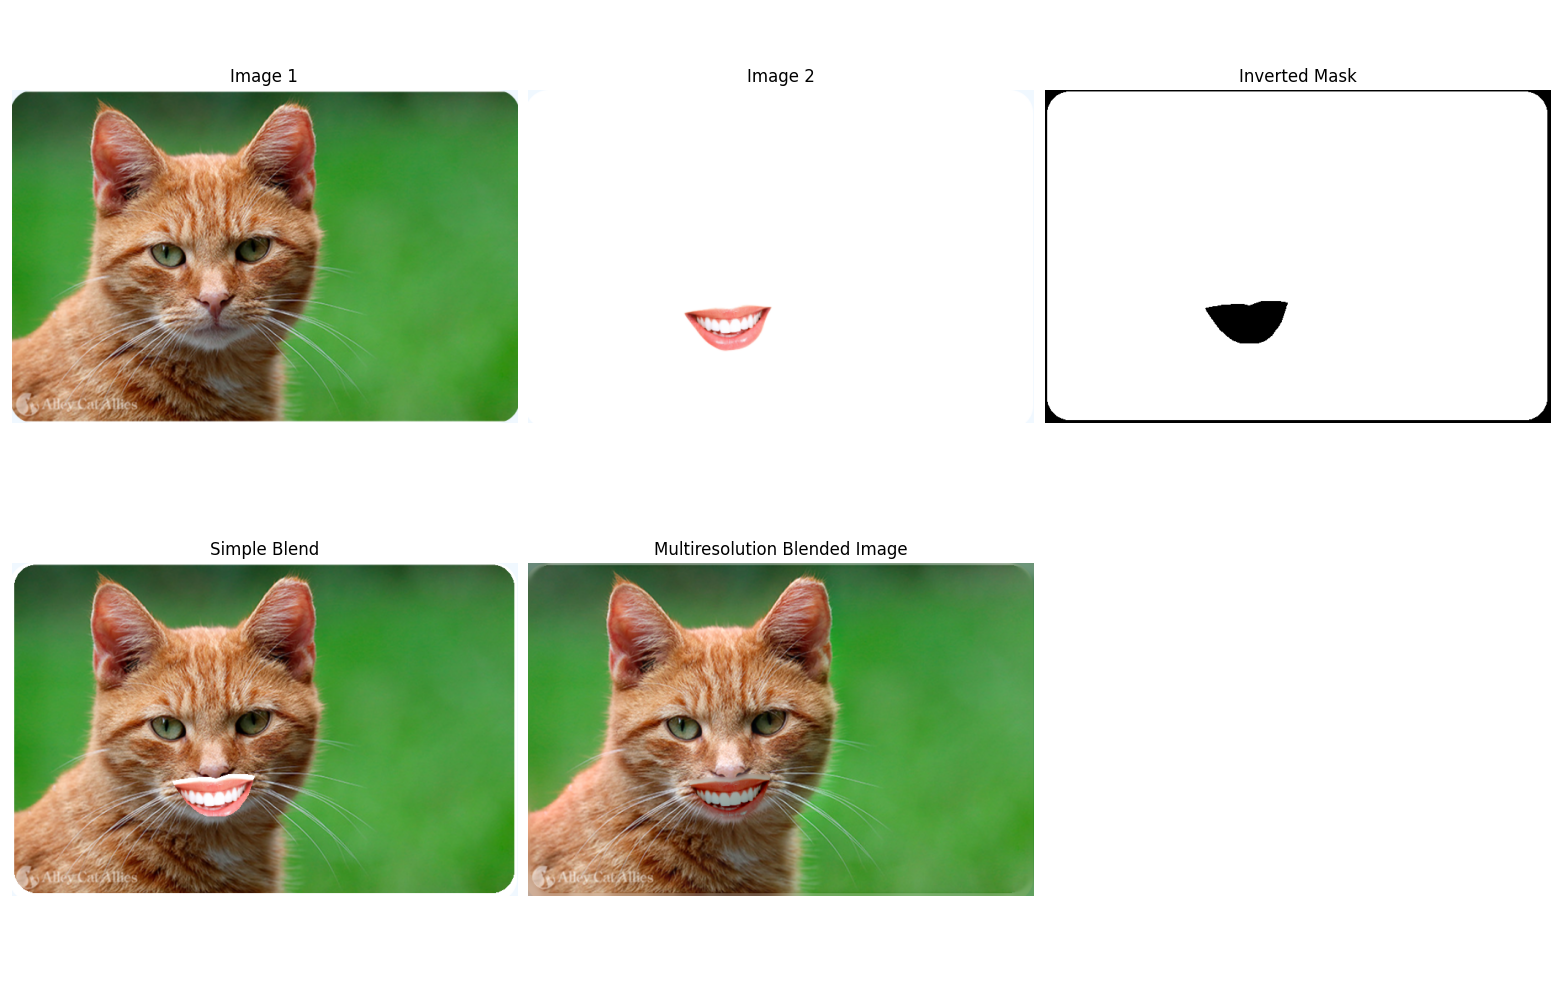 Image 1
Image 2
Inverted Mask
Alley Cat Allies
Simple Blend
Multiresolution Blended Image
Alley Cat Allies
Alley Cat Allies